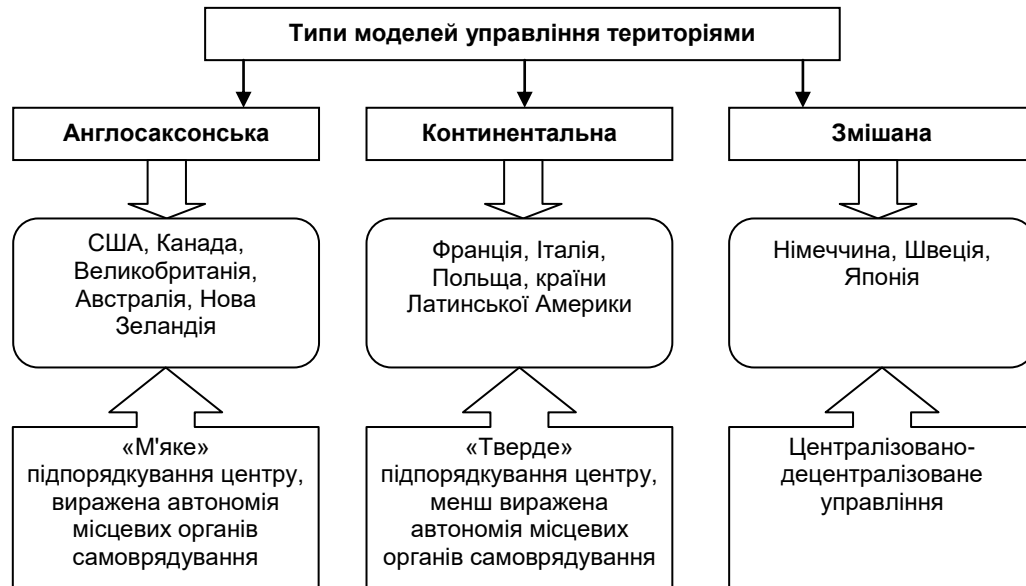 Типи моделей управління територіями
Англосаксонська
Континентальна
Змішана
США, Канада,
Великобританія,
Австралія, Нова
Зеландія
Франція, Італія,
Польща, країни
Латинської Америки
Німеччина, Швеція,
Японія
«М'яке»
підпорядкування центру,
виражена автономія
місцевих органів
самоврядування
«Тверде»
підпорядкування центру,
менш виражена
автономія місцевих
органів самоврядування
Централізовано-
децентралізоване
управління